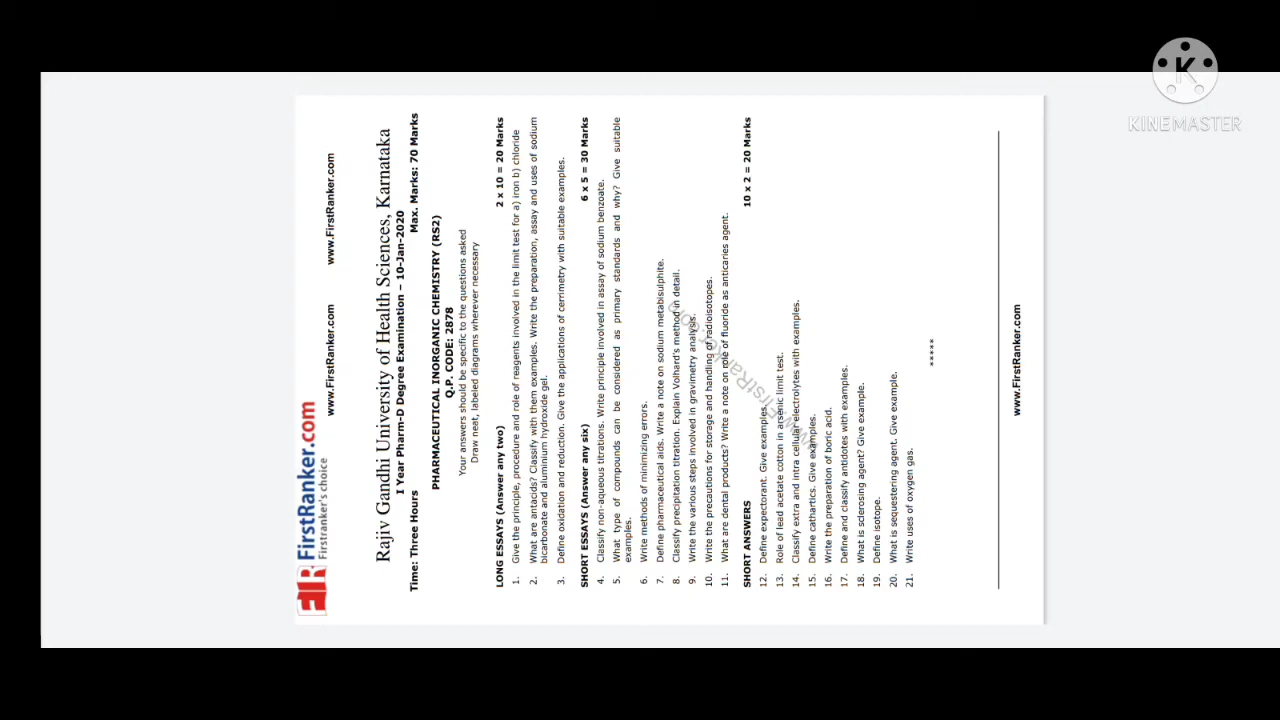 KINEMASTER
FirstRanker.com
Firstranker's choice
www.FirstRanker.com www.FirstRanker.com
Rajiv Gandhi University of Health Sciences, Karnataka
I Year Pharm-D Degree Examination – 10-Jan-2020
Time: Three Hours Max. Marks: 70 Marks
PHARMACEUTICAL INORGANIC CHEMISTRY (RS2)
Q.P. CODE: 2878
Your answers should be specific to the questions asked
Draw neat, labeled diagrams wherever necessary
LONG ESSAYS (Answer any two) 2 x 10 = 20 Marks
1. Give the principle, procedure and role of reagents involved in the limit test for a) iron b) chloride
2. What are antacids? Classify with them examples. Write the preparation, assay and uses of sodium
bicarbonate and aluminium hydroxide gel.
3. Define oxidation and reduction. Give the applications of cerrimetry with suitable examples.
SHORT ESSAYS (Answer any six) 6 x 5 = 30 Marks
4. Classify non-aqueous titrations. Write principle involved in assay of sodium benzoate.
5. What type of compounds can be considered as primary standards and why? Give suitable
examples.
6. Write methods of minimizing errors.
7. Define pharmaceutical aids. Write a note on sodium metabisulphite.
8. Classify precipitation titration. Explain Volhard's method in detail.
9. Write the various steps involved in gravimetry analysis.
10. Write the precautions for storage and handling of radioisotopes.
11. What are dental products? Write a note on role of fluoride as anticaries agent.
SHORT ANSWERS 10 x 2 = 20 Marks
12. Define expectorant. Give examples.
13. Role of lead acetate cotton in arsenic limit test.
14. Classify extra and intra cellular electrolytes with examples.
15. Define cathartics. Give examples.
16. Write the preparation of boric acid.
17. Define and classify antidotes with examples.
18. What is sclerosing agent? Give example.
19. Define isotope.
20. What is sequestering agent. Give example.
21. Write uses of oxygen gas.
*****
www.FirstRanker.com